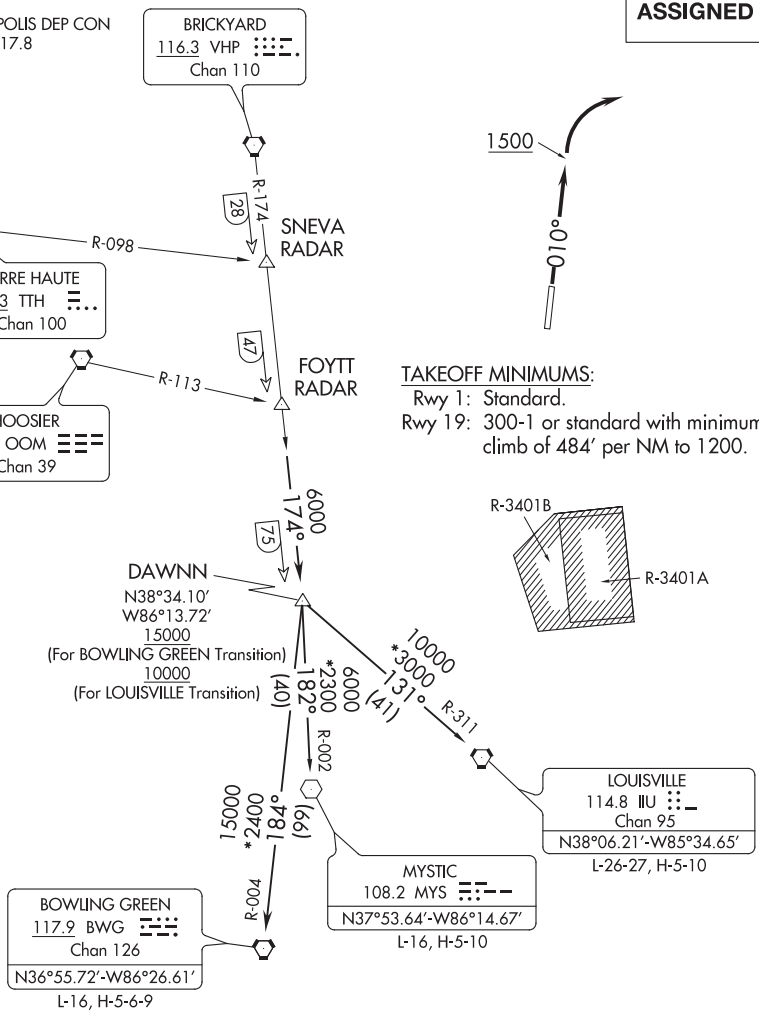 POLIS DEP CON
17.8
ASSIGNED
BRICKYARD
116.3 VHP
Chan 110
1500
010°
R-174
28
SNEVA
RADAR
R-098
RRE HAUTE
3 TTH
Chan 100
47
FOYTT
RADAR
R-113
OOSIER
OOM
Chan 39
TAKEOFF MINIMUMS:
Rwy 1: Standard.
Rwy 19: 300-1 or standard with minimum
climb of 484' per NM to 1200.
6000
174°
75
R-3401B
R-3401A
DAWNN
N38°34.10'
W86°13.72'
15000
(For BOWLING GREEN Transition)
10000
(For LOUISVILLE Transition)
6000
*2300
182°
(40)
R-002
10000
*3000
131°
(41)
R-311
15000
*2400
184°
(99)
R-004
LOUISVILLE
114.8 IIU
Chan 95
N38°06.21'-W85°34.65'
L-26-27, H-5-10
MYSTIC
108.2 MYS
N37°53.64'-W86°14.67'
L-16, H-5-10
BOWLING GREEN
117.9 BWG
Chan 126
N36°55.72'-W86°26.61'
L-16, H-5-6-9